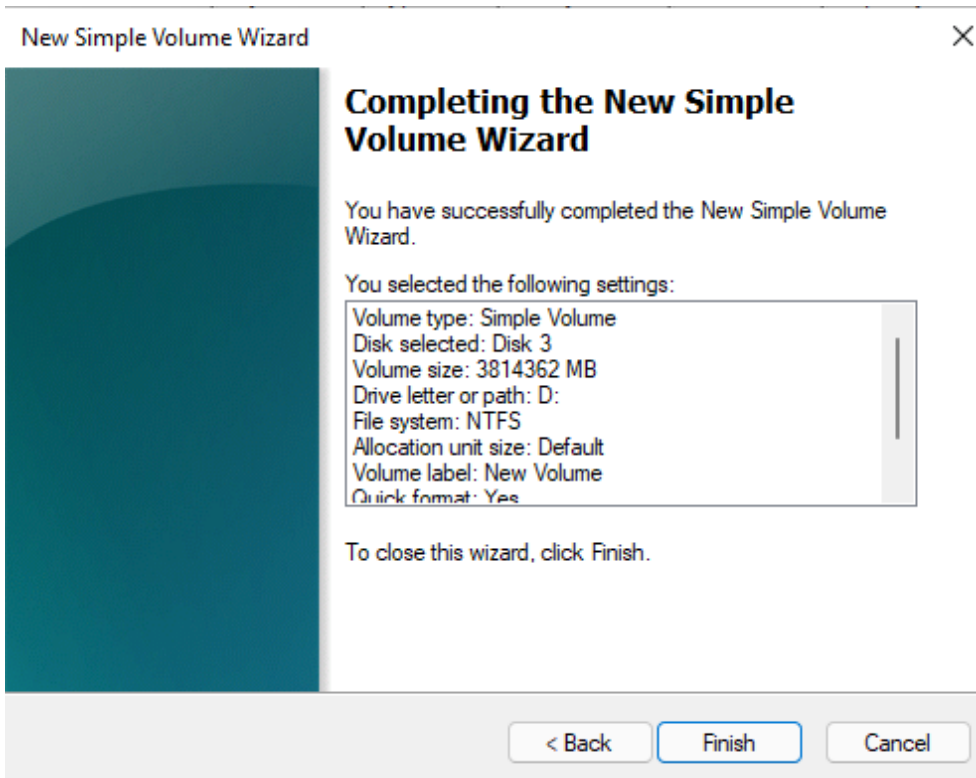 New Simple Volume Wizard
Completing the New Simple
Volume Wizard
You have successfully completed the New Simple Volume
Wizard.
You selected the following settings:
Volume type: Simple Volume
Disk selected: Disk 3
Volume size: 3814362 MB
Drive letter or path: D:
File system: NTFS
Allocation unit size: Default
Volume label: New Volume
Quick format: Yes
To close this wizard, click Finish.
< Back
Finish
Cancel